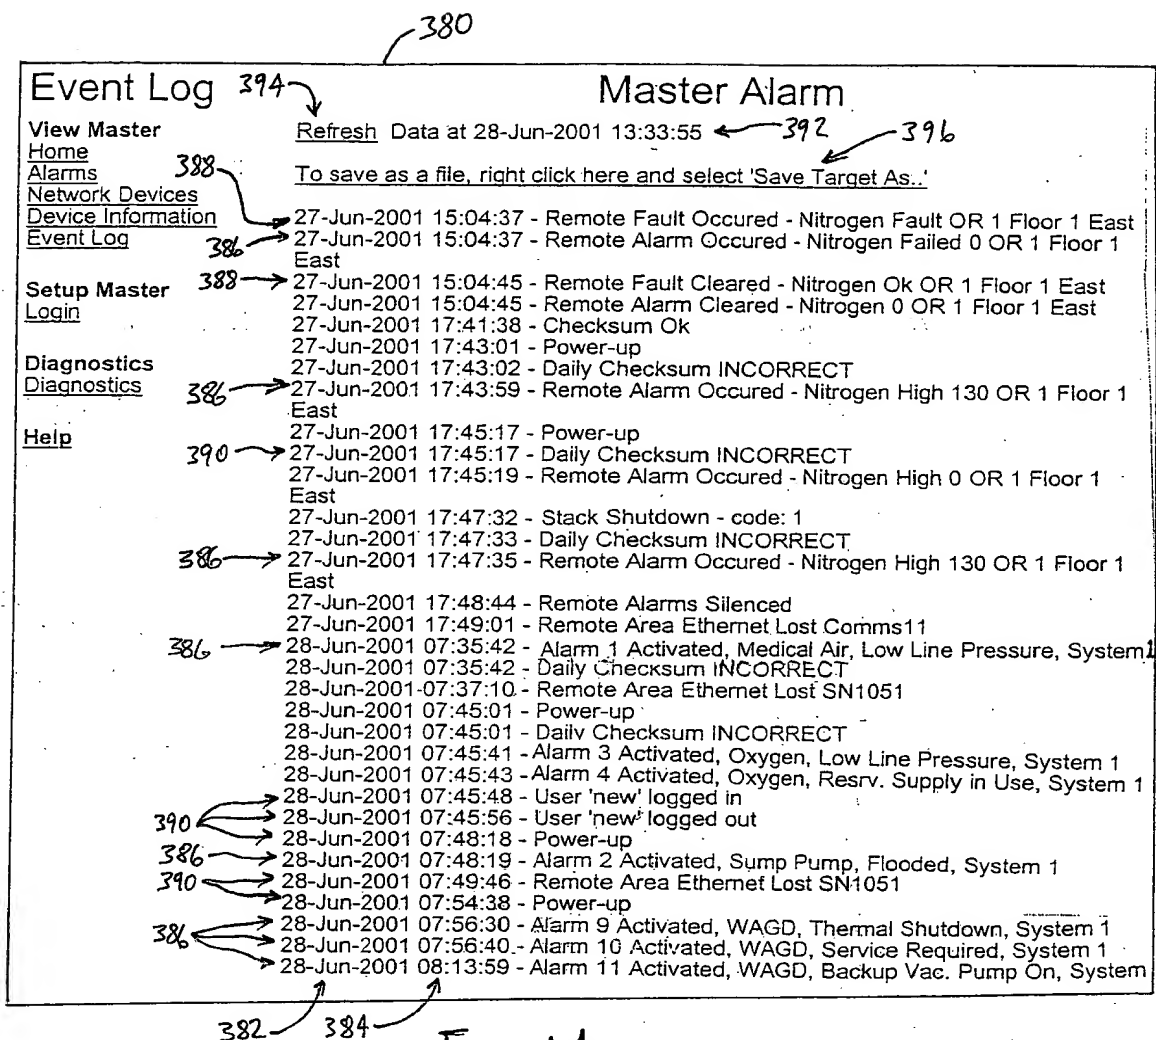 380
Event Log 394 Master Alarm
View Master
Home
Alarms
Network Devices
Device Information
Event Log
Setup Master
Login
Diagnostics
Diagnostics
Help
Refresh Data at 28-Jun-2001 13:33:55 392 396
To save as a file, right click here and select 'Save Target As..'
388
27-Jun-2001 15:04:37 - Remote Fault Occured - Nitrogen Fault OR 1 Floor 1 East
386 27-Jun-2001 15:04:37 - Remote Alarm Occured - Nitrogen Failed 0 OR 1 Floor 1
East
388 27-Jun-2001 15:04:45 - Remote Fault Cleared - Nitrogen Ok OR 1 Floor 1 East
27-Jun-2001 15:04:45 - Remote Alarm Cleared - Nitrogen 0 OR 1 Floor 1 East
27-Jun-2001 17:41:38 - Checksum Ok
27-Jun-2001 17:43:01 - Power-up
27-Jun-2001 17:43:02 - Daily Checksum INCORRECT
386 27-Jun-2001 17:43:59 - Remote Alarm Occured - Nitrogen High 130 OR 1 Floor 1
East
27-Jun-2001 17:45:17 - Power-up
390 27-Jun-2001 17:45:17 - Daily Checksum INCORRECT
27-Jun-2001 17:45:19 - Remote Alarm Occured - Nitrogen High 0 OR 1 Floor 1
East
27-Jun-2001 17:47:32 - Stack Shutdown - code: 1
27-Jun-2001 17:47:33 - Daily Checksum INCORRECT
386 27-Jun-2001 17:47:35 - Remote Alarm Occured - Nitrogen High 130 OR 1 Floor 1
East
27-Jun-2001 17:48:44 - Remote Alarms Silenced
27-Jun-2001 17:49:01 - Remote Area Ethernet Lost Comms11
386 28-Jun-2001 07:35:42 - Alarm 1 Activated, Medical Air, Low Line Pressure, System1
28-Jun-2001 07:35:42 - Daily Checksum INCORRECT
28-Jun-2001 07:37:10 - Remote Area Ethernet Lost SN1051
28-Jun-2001 07:45:01 - Power-up
28-Jun-2001 07:45:01 - Daily Checksum INCORRECT
28-Jun-2001 07:45:41 - Alarm 3 Activated, Oxygen, Low Line Pressure, System 1
28-Jun-2001 07:45:43 - Alarm 4 Activated, Oxygen, Resrv. Supply in Use, System 1
28-Jun-2001 07:45:48 - User 'new' logged in
390 28-Jun-2001 07:45:56 - User 'new' logged out
28-Jun-2001 07:48:18 - Power-up
386 28-Jun-2001 07:48:19 - Alarm 2 Activated, Sump Pump, Flooded, System 1
390 28-Jun-2001 07:49:46 - Remote Area Ethernet Lost SN1051
28-Jun-2001 07:54:38 - Power-up
28-Jun-2001 07:56:30 - Alarm 9 Activated, WAGD, Thermal Shutdown, System 1
386 28-Jun-2001 07:56:40 - Alarm 10 Activated, WAGD, Service Required, System 1
28-Jun-2001 08:13:59 - Alarm 11 Activated, WAGD, Backup Vac. Pump On, System
382 384